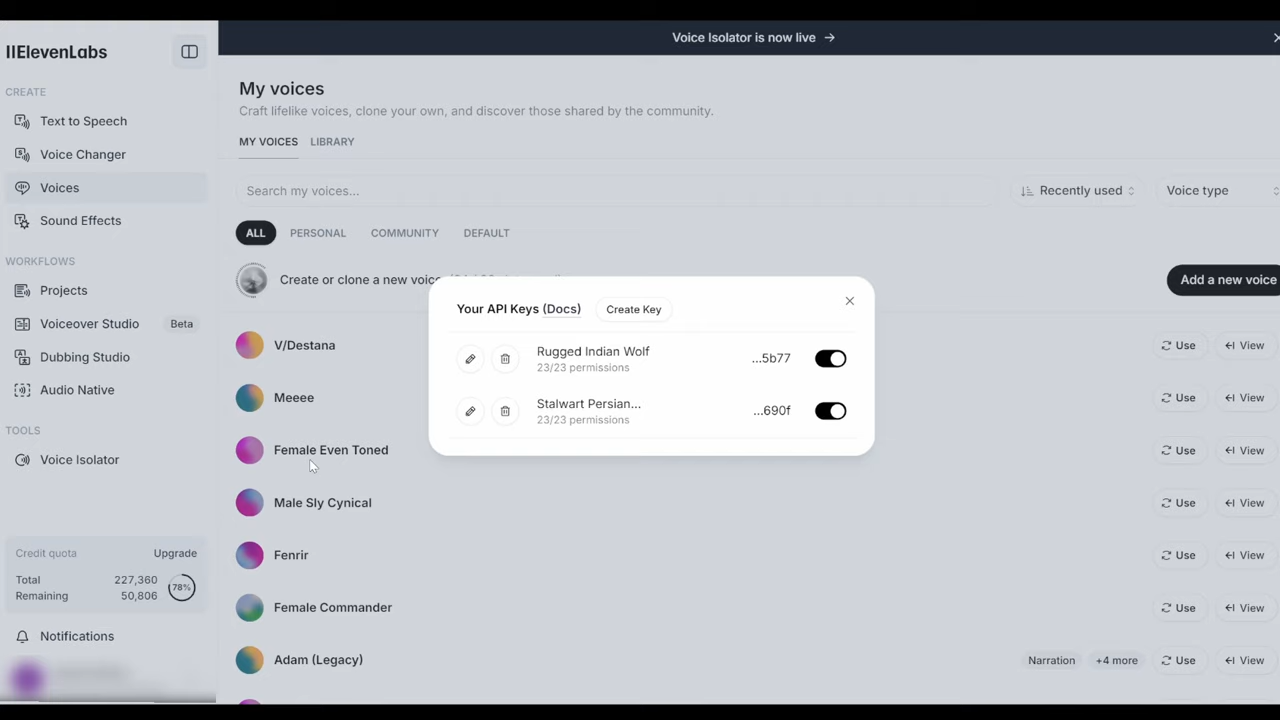 IIElevenLabs
CREATE
Text to Speech
Voice Changer
Voices
Sound Effects
WORKFLOWS
Projects
Voiceover Studio Beta
Dubbing Studio
Audio Native
TOOLS
Voice Isolator
Credit quota Upgrade
Total 227,360
Remaining 50,806
78%
Notifications
Voice Isolator is now live →
My voices
Craft lifelike voices, clone your own, and discover those shared by the community.
MY VOICES LIBRARY
Search my voices... Recently used Voice type
ALL PERSONAL COMMUNITY DEFAULT
Create or clone a new voice Add a new voice
Your API Keys (Docs) Create Key
Rugged Indian Wolf ...5b77
23/23 permissions
Stalwart Persian... ...690f
23/23 permissions
V/Destana Use View
Meeee Use View
Female Even Toned Use View
Male Sly Cynical Use View
Fenrir Use View
Female Commander Use View
Adam (Legacy) Narration +4 more Use View